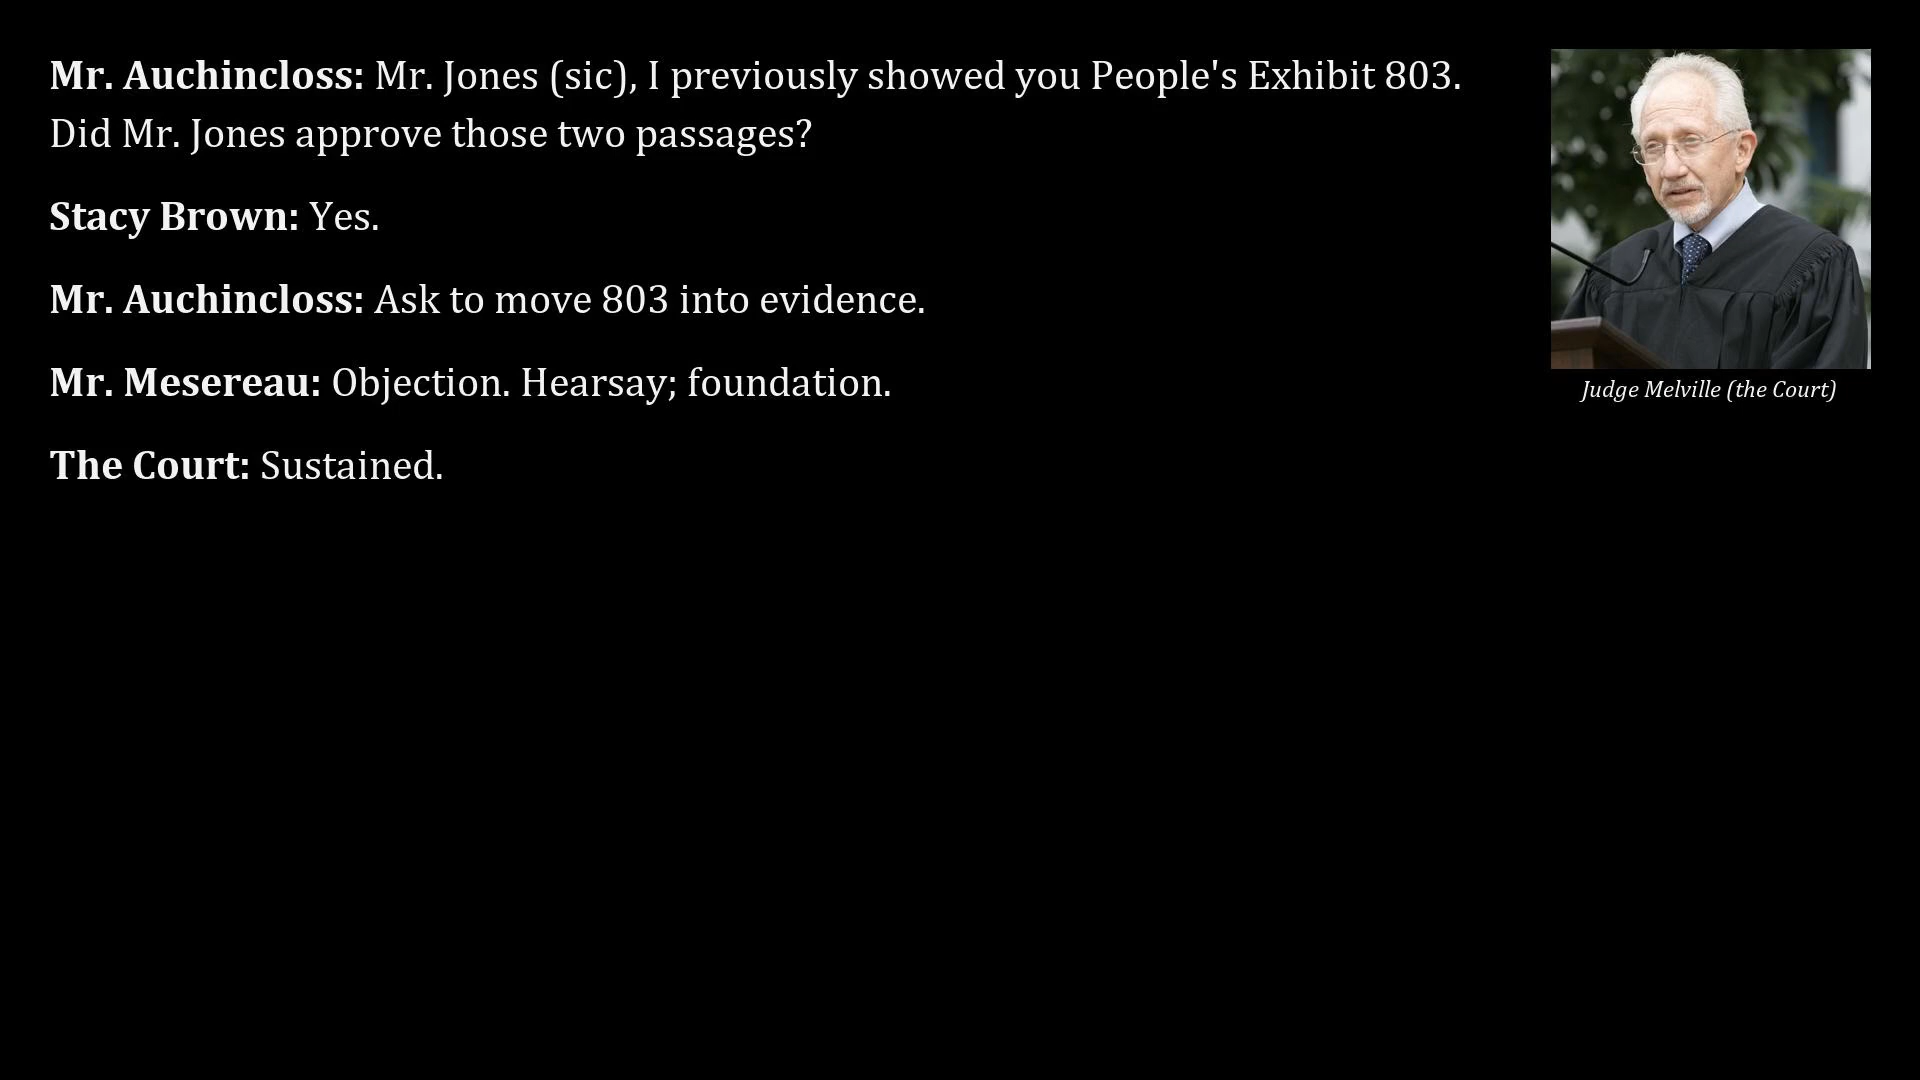 Mr. Auchincloss: Mr. Jones (sic), I previously showed you People's Exhibit 803.
Did Mr. Jones approve those two passages?
Stacy Brown: Yes.
Mr. Auchincloss: Ask to move 803 into evidence.
Mr. Mesereau: Objection. Hearsay; foundation.
The Court: Sustained.
Judge Melville (the Court)